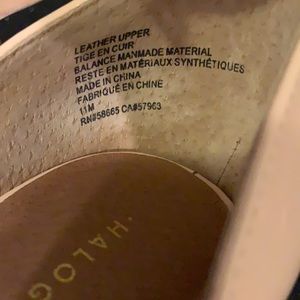 LEATHER UPPER
TIGE EN CUIR
BALANCE MANMADE MATERIAL
RESTE EN MATÉRIAUX SYNTHÉTIQUES
MADE IN CHINA
FABRIQUÉ EN CHINE
11M
RN#58665 CA#57963
HALOG